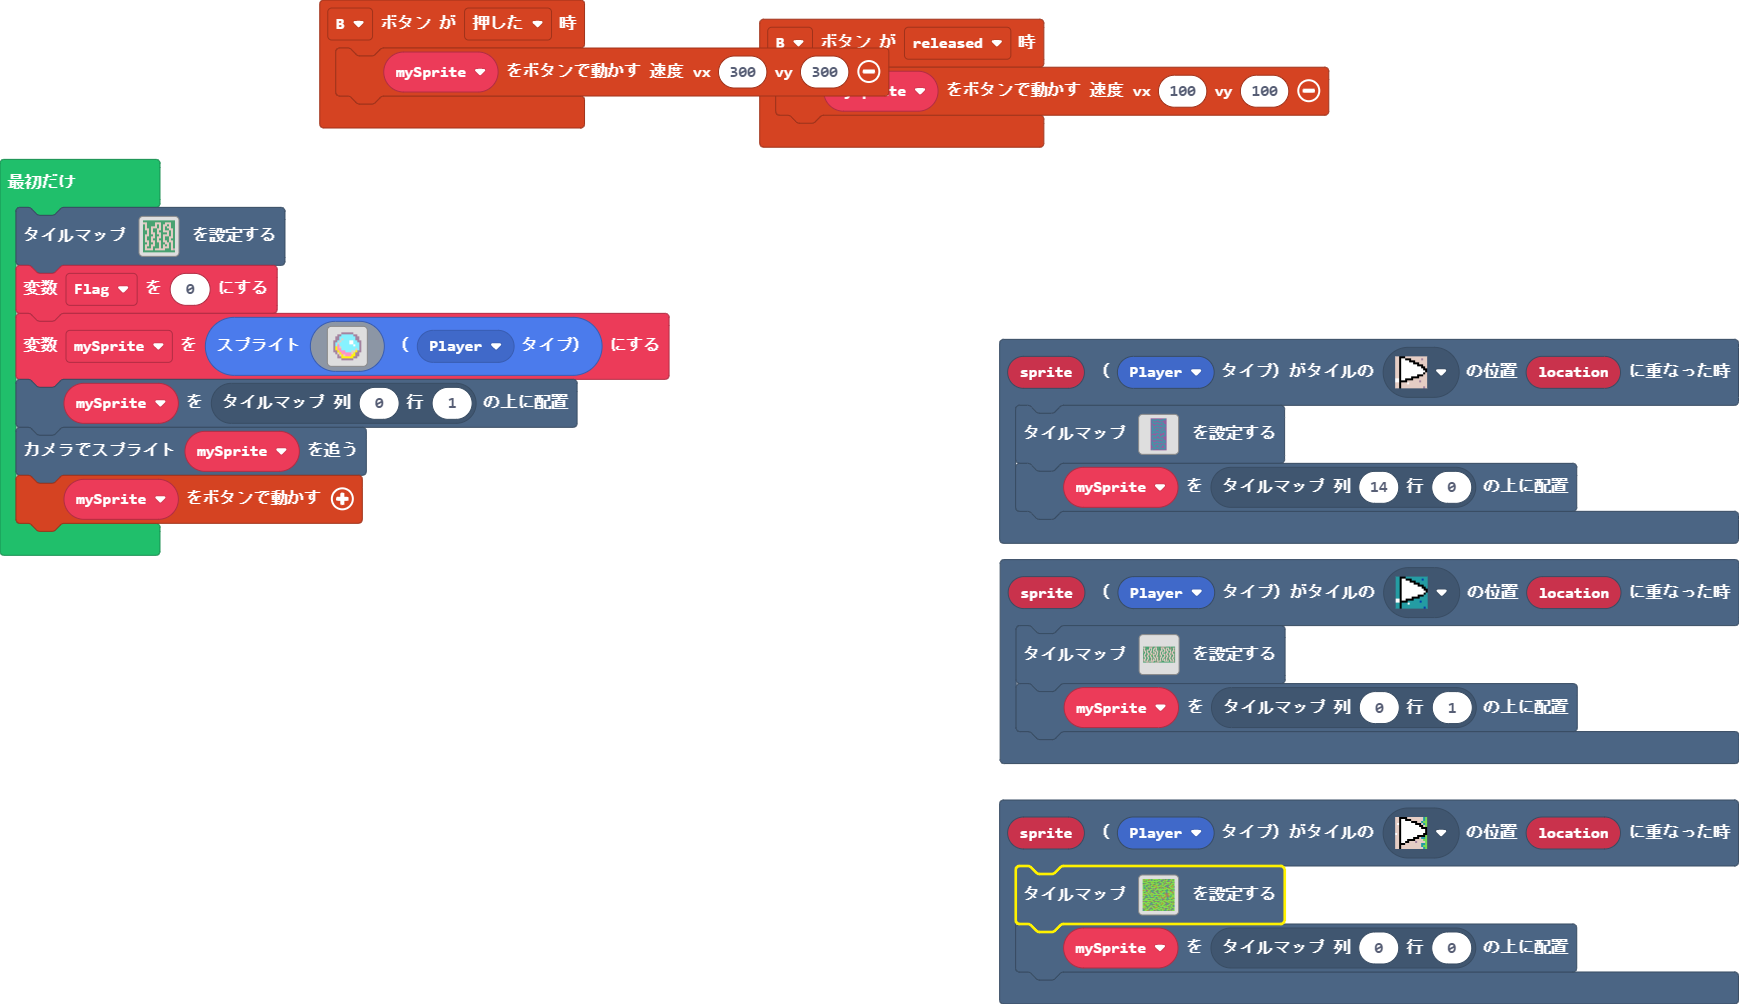 B ボタン が 押した 時
mySprite をボタンで動かす 速度 vx 300 vy 300
B ボタン が released 時
をボタンで動かす 速度 vx 100 vy 100
最初だけ
タイルマップ を設定する
変数 Flag を 0 にする
変数 mySprite を スプライト ( Player タイプ) にする
mySprite を タイルマップ 列 0 行 1 の上に配置
カメラでスプライト mySprite を追う
mySprite をボタンで動かす
sprite ( Player タイプ) がタイルの の位置 location に重なった時
タイルマップ を設定する
mySprite を タイルマップ 列 14 行 0 の上に配置
sprite ( Player タイプ) がタイルの の位置 location に重なった時
タイルマップ を設定する
mySprite を タイルマップ 列 0 行 1 の上に配置
sprite ( Player タイプ) がタイルの の位置 location に重なった時
タイルマップ を設定する
mySprite を タイルマップ 列 0 行 0 の上に配置